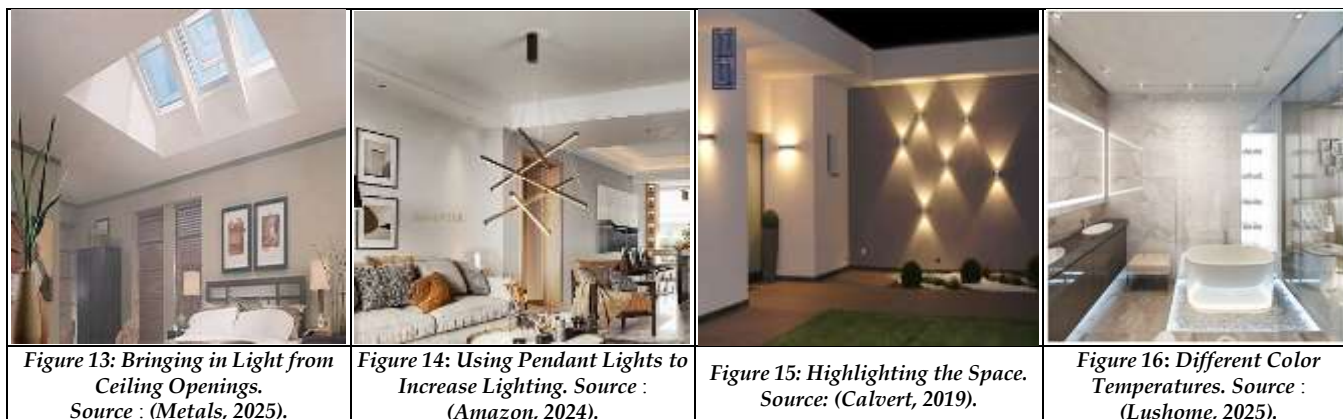 Figure 13: Bringing in Light from
Ceiling Openings.
Source : (Metals, 2025).
Figure 14: Using Pendant Lights to
Increase Lighting. Source :
(Amazon, 2024).
Figure 15: Highlighting the Space.
Source: (Calvert, 2019).
Figure 16: Different Color
Temperatures. Source :
(Lushome, 2025).